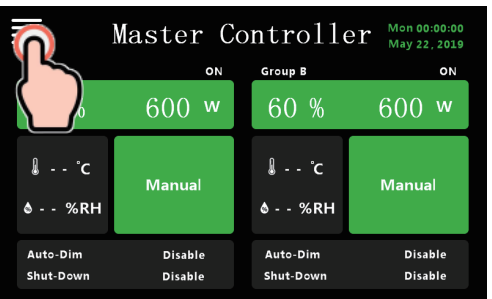 Master Controller
Mon 00:00:00
May 22, 2019
ON
% 600 W
- - °C
- - %RH
Manual
Auto-Dim Disable
Shut-Down Disable
Group B ON
60 % 600 W
- - °C
- - %RH
Manual
Auto-Dim Disable
Shut-Down Disable